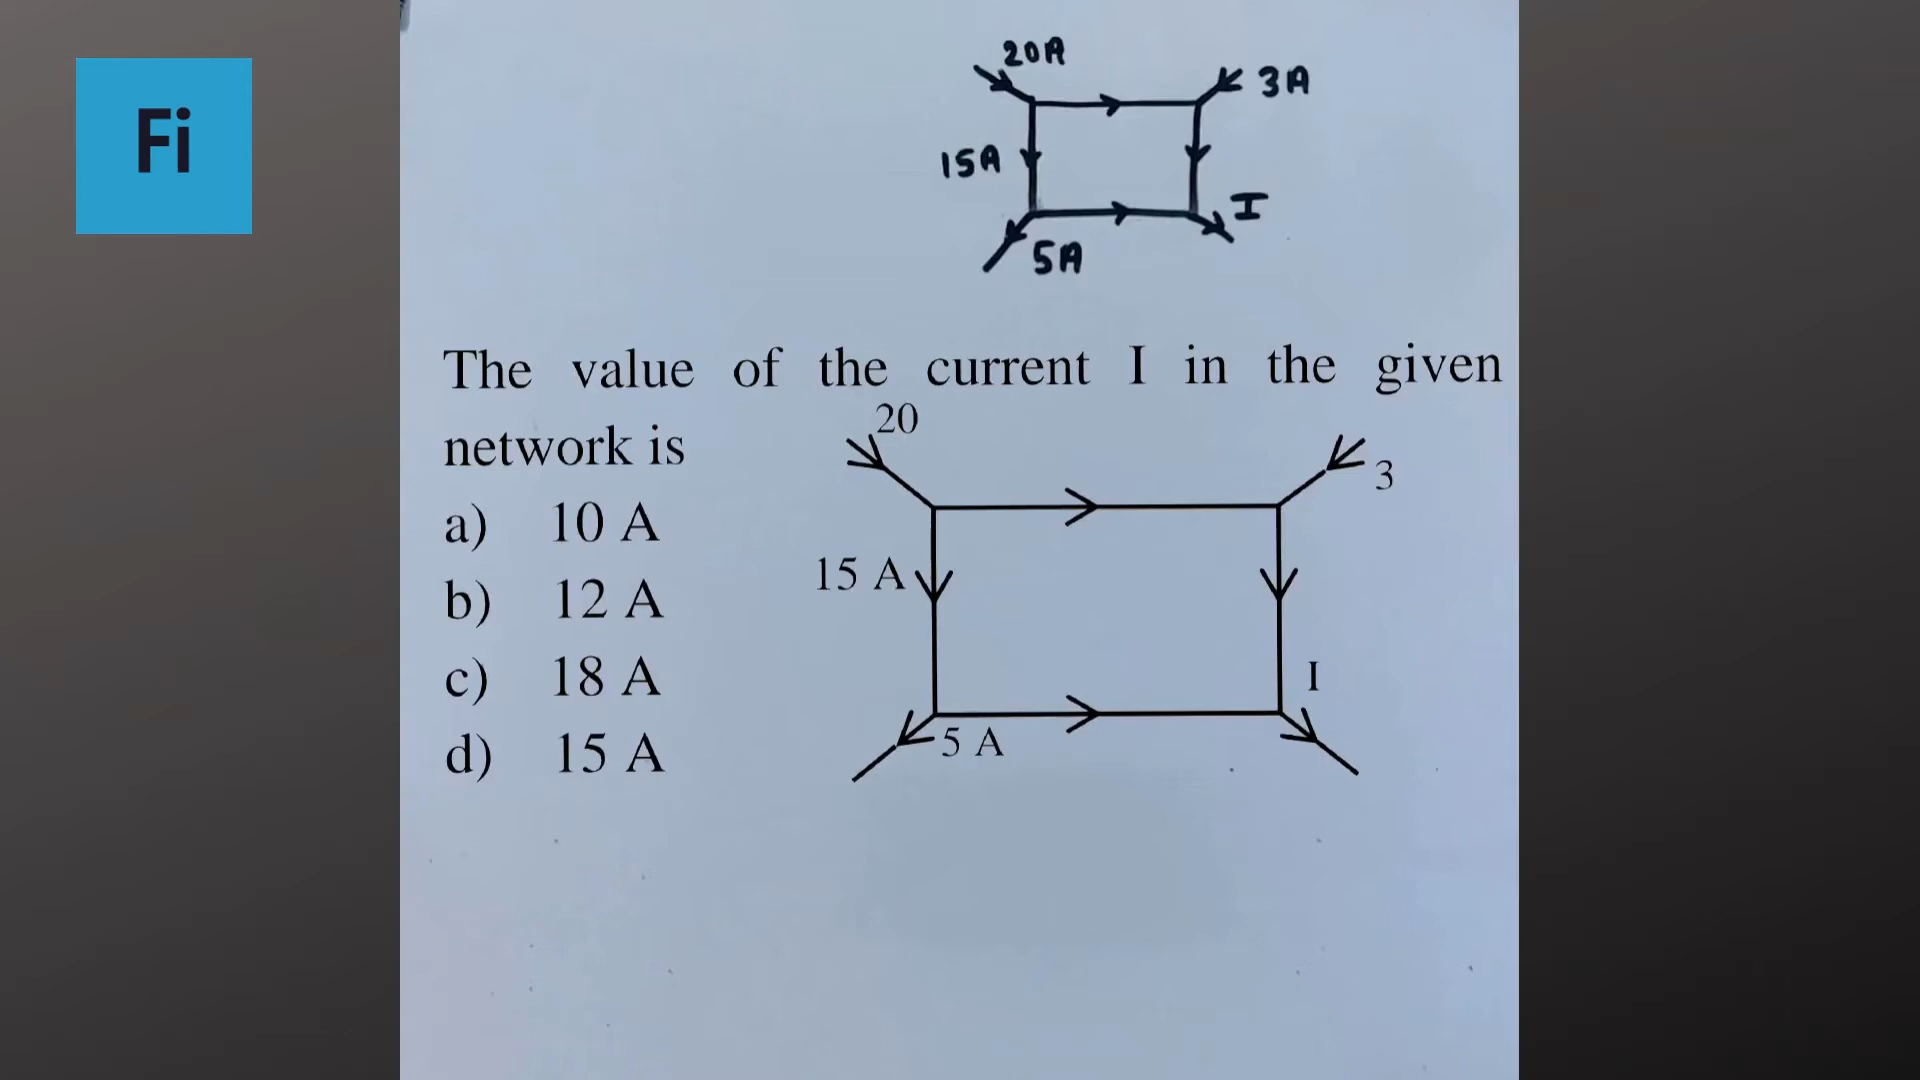 Fi
20A
3A
15A
I
5A
The value of the current I in the given
network is
20
3
a) 10 A
15 A
b) 12 A
c) 18 A
I
d) 15 A
5 A